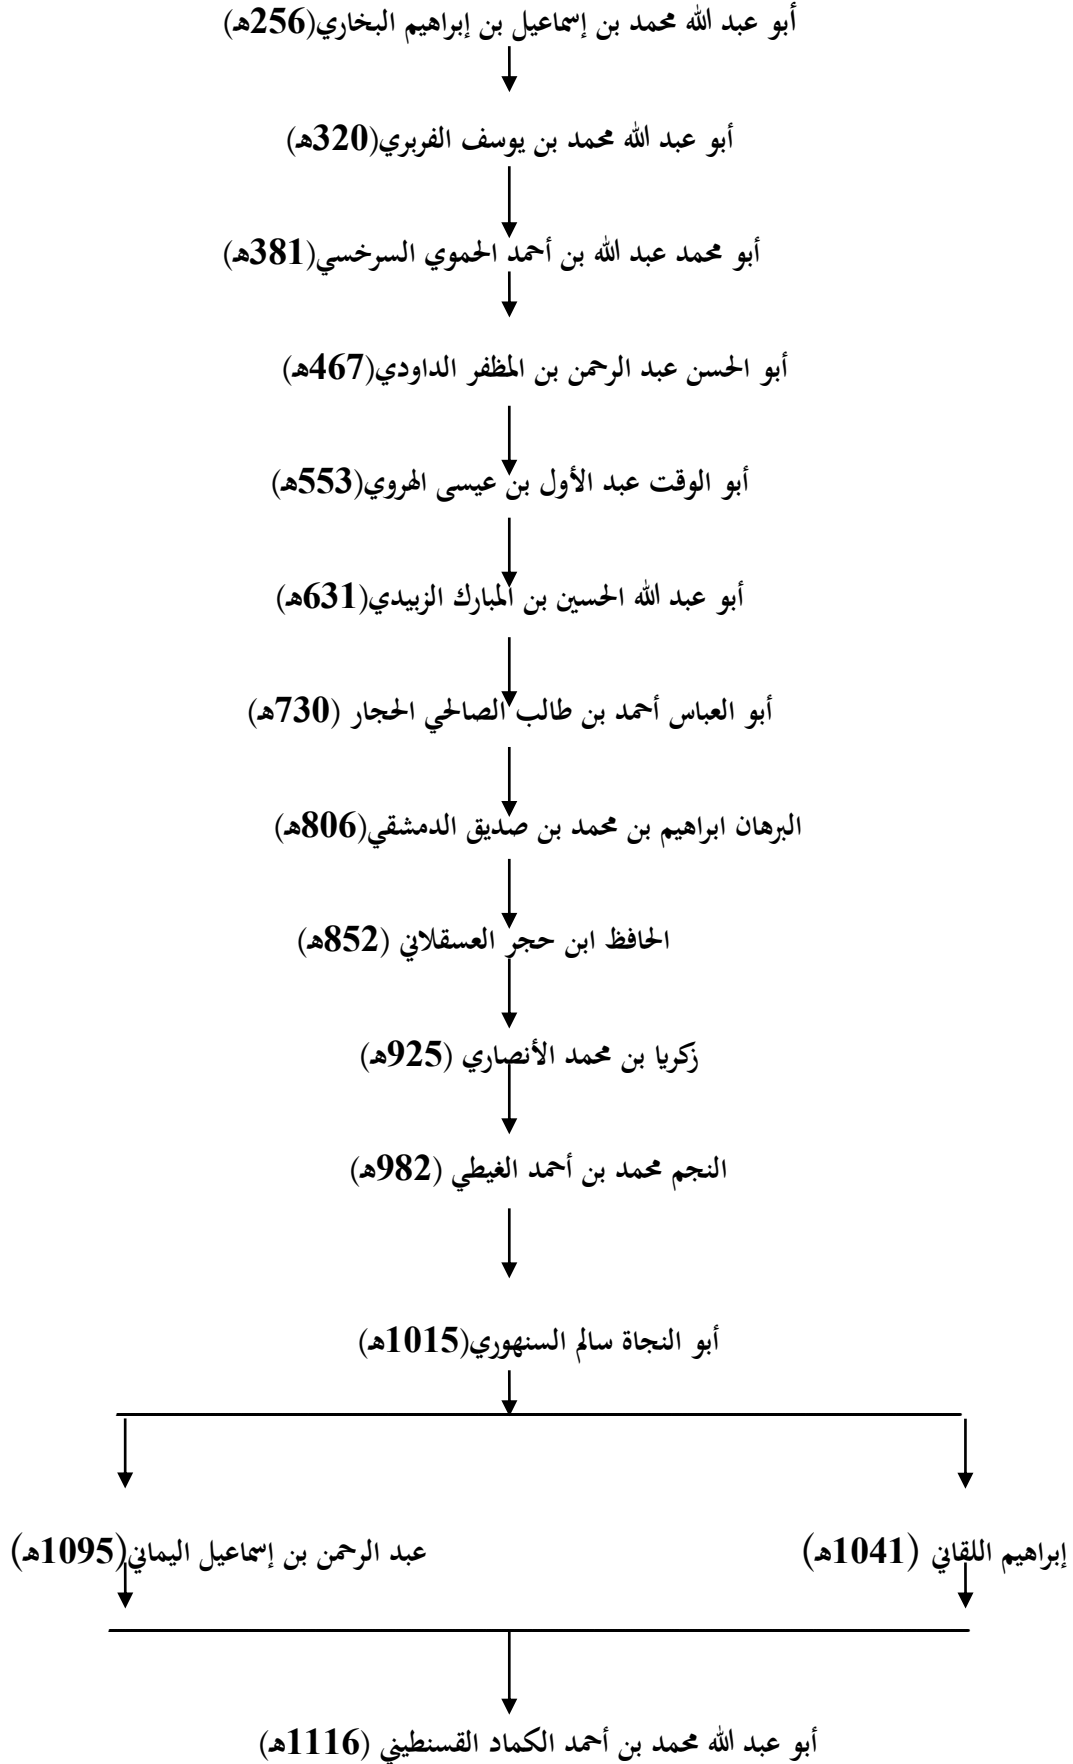 أبو عبد الله محمد بن إسماعيل بن إبراهيم البخاري(256هـ)
أبو عبد الله محمد بن يوسف الفربري(320هـ)
أبو محمد عبد الله بن أحمد الحموي السرخسي(381هـ)
أبو الحسن عبد الرحمن بن المظفر الداودي(467هـ)
أبو الوقت عبد الأول بن عيسى الهروي(553هـ)
أبو عبد الله الحسين بن المبارك الزبيدي(631هـ)
أبو العباس أحمد بن طالب الصالحي الحجار (730هـ)
البرهان ابراهيم بن محمد بن صديق الدمشقي(806هـ)
الحافظ ابن حجر العسقلاني (852هـ)
زكريا بن محمد الأنصاري (925هـ)
النجم محمد بن أحمد الغيطي (982هـ)
أبو النجاة سالم السنهوري(1015هـ)
إبراهيم اللقاني (1041هـ) عبد الرحمن بن إسماعيل اليماني(1095هـ)
أبو عبد الله محمد بن أحمد الكماد القسنطيني (1116هـ)